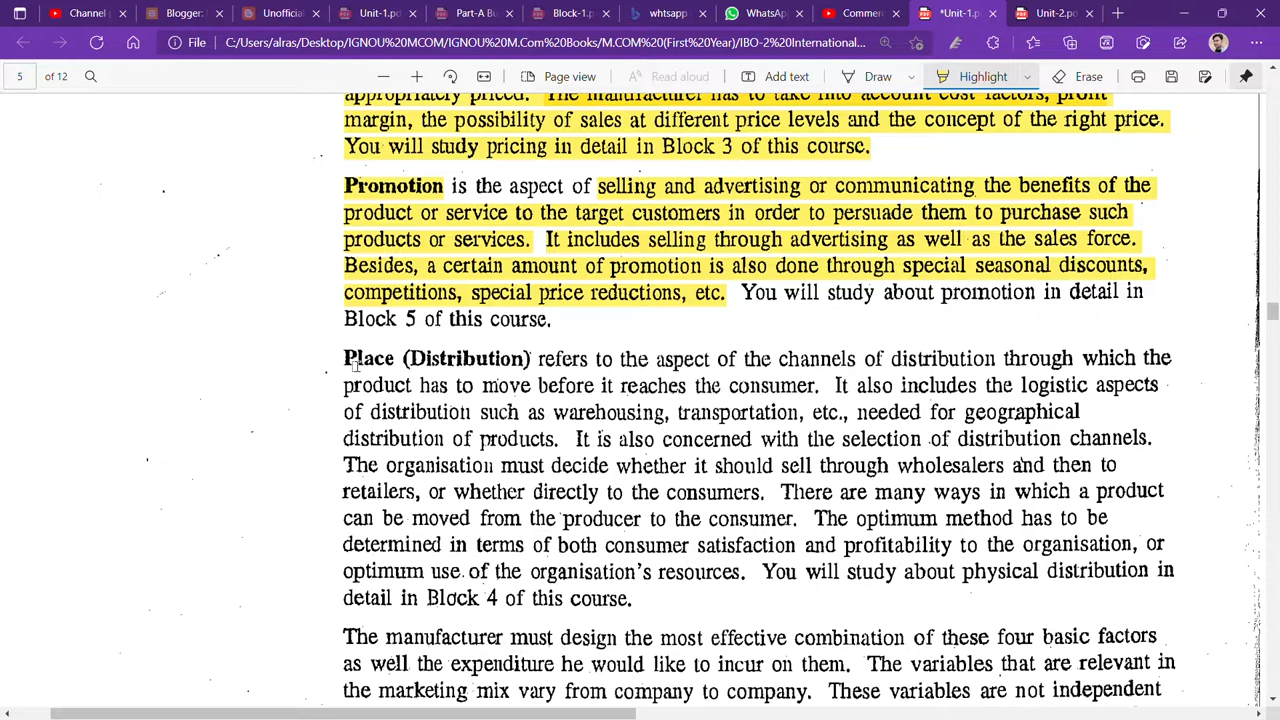 Channel
Blogger:
Unofficial
Unit-1.pd
Part-A Bu
Block-1.p
whtsapp
WhatsApp
Commerc
*Unit-1.p
Unit-2.pd
File
C:/Users/alras/Desktop/IGNOU%20MCOM/IGNOU%20M.Com%20Books/M.COM%20(First%20Year)/IBO-2%20International...
5 of 12
Page view
Read aloud
Add text
Draw
Highlight
Erase
appropriately priced. The manufacturer has to take into account cost factors, profit
margin, the possibility of sales at different price levels and the concept of the right price.
You will study pricing in detail in Block 3 of this course.
Promotion is the aspect of selling and advertising or communicating the benefits of the
product or service to the target customers in order to persuade them to purchase such
products or services. It includes selling through advertising as well as the sales force.
Besides, a certain amount of promotion is also done through special seasonal discounts,
competitions, special price reductions, etc. You will study about promotion in detail in
Block 5 of this course.
Place (Distribution) refers to the aspect of the channels of distribution through which the
product has to move before it reaches the consumer. It also includes the logistic aspects
of distribution such as warehousing, transportation, etc., needed for geographical
distribution of products. It is also concerned with the selection of distribution channels.
The organisation must decide whether it should sell through wholesalers and then to
retailers, or whether directly to the consumers. There are many ways in which a product
can be moved from the producer to the consumer. The optimum method has to be
determined in terms of both consumer satisfaction and profitability to the organisation, or
optimum use of the organisation's resources. You will study about physical distribution in
detail in Block 4 of this course.
The manufacturer must design the most effective combination of these four basic factors
as well the expenditure he would like to incur on them. The variables that are relevant in
the marketing mix vary from company to company. These variables are not independent